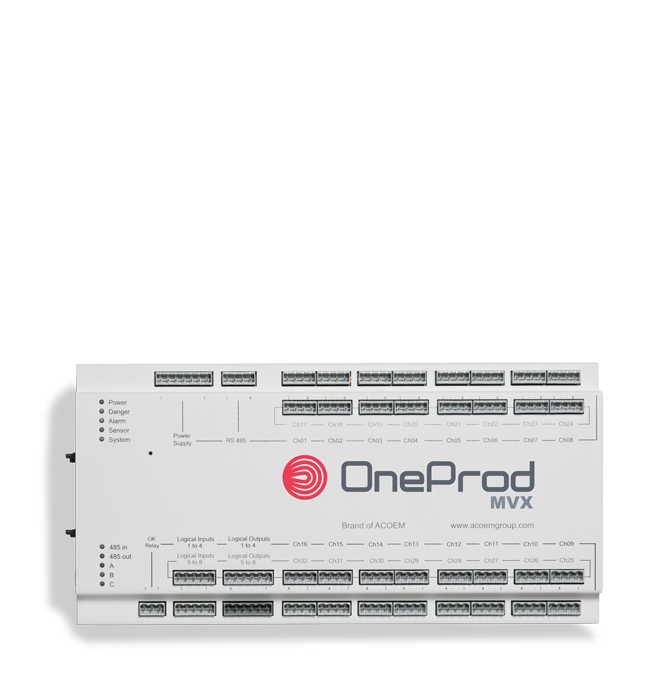 Power
Danger
Alarm
Sensor
System
Power
Supply
RS 485
Ch17 Ch18 Ch19 Ch20 Ch21 Ch22 Ch23 Ch24
Ch01 Ch02 Ch03 Ch04 Ch05 Ch06 Ch07 Ch08
OneProd
MVX
Brand of ACOEM www.acoemgroup.com
485 in
485 out
A
B
C
OK
Relay
Logical Inputs
1 to 4
Logical Outputs
1 to 4
Ch16 Ch15 Ch14 Ch13 Ch12 Ch11 Ch10 Ch09
Logical Inputs
5 to 8
Logical Outputs
5 to 8
Ch32 Ch31 Ch30 Ch29 Ch28 Ch27 Ch26 Ch25